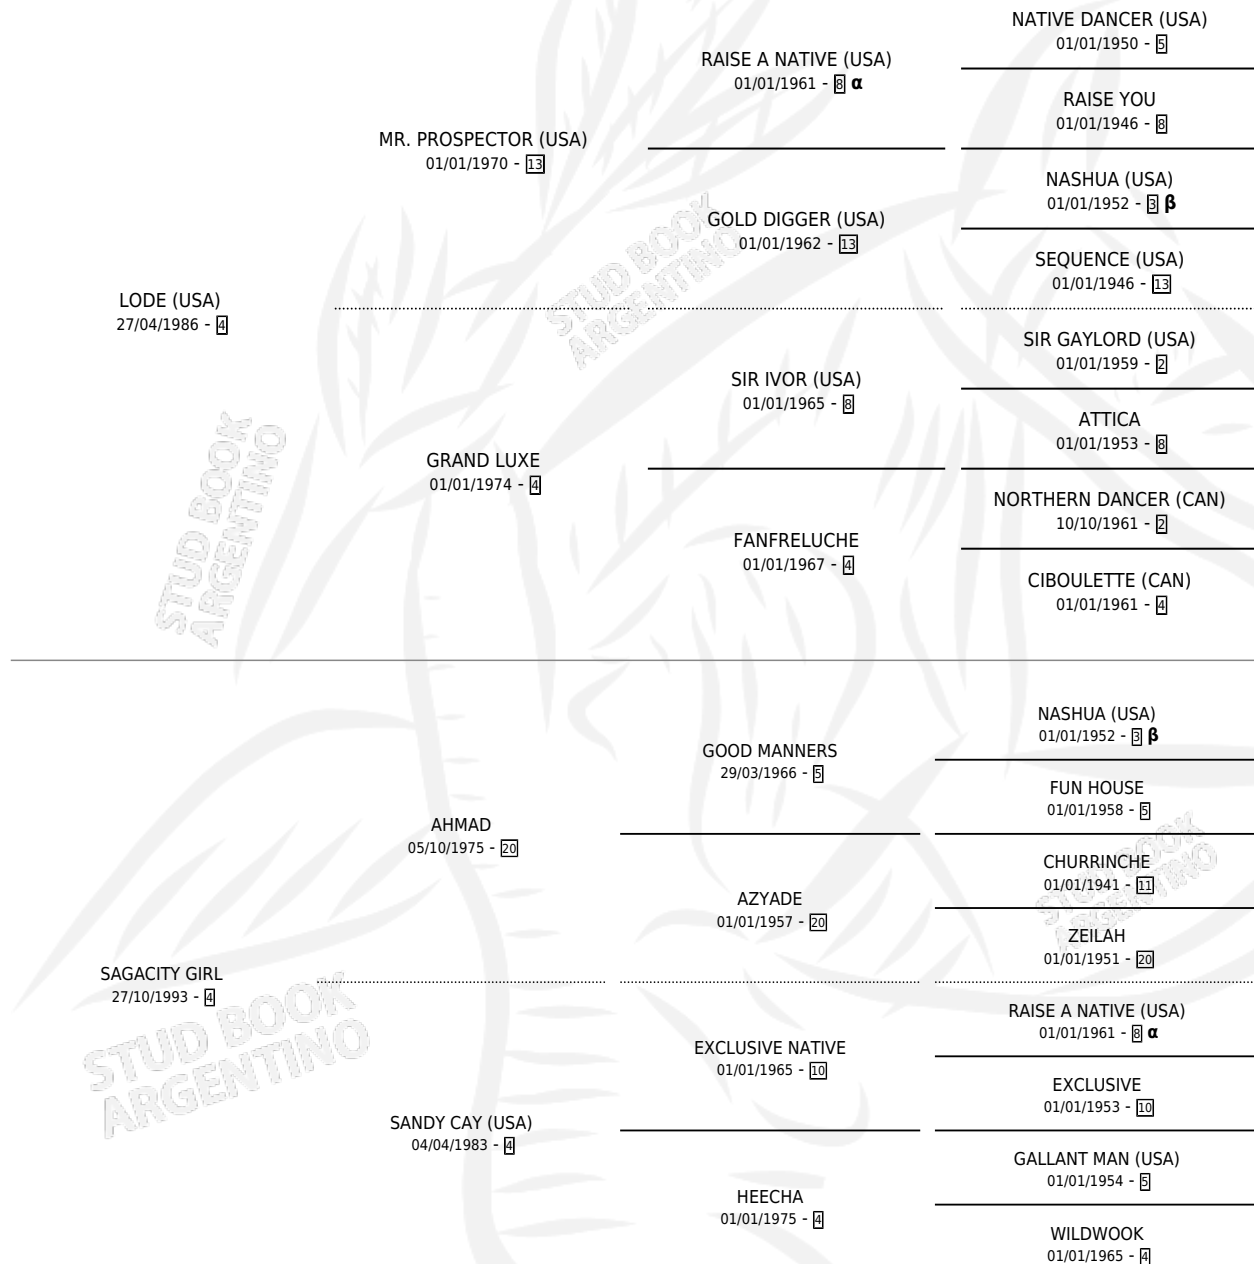 NATIVE DANCER (USA)
01/01/1950 - 5
RAISE A NATIVE (USA)
01/01/1961 - 8 α
RAISE YOU
01/01/1946 - 8
MR. PROSPECTOR (USA)
01/01/1970 - 13
NASHUA (USA)
01/01/1952 - 3 β
GOLD DIGGER (USA)
01/01/1962 - 13
SEQUENCE (USA)
01/01/1946 - 13
LODE (USA)
27/04/1986 - 4
SIR GAYLORD (USA)
01/01/1959 - 2
SIR IVOR (USA)
01/01/1965 - 8
ATTICA
01/01/1953 - 8
GRAND LUXE
01/01/1974 - 4
NORTHERN DANCER (CAN)
10/10/1961 - 2
FANFRELUCHE
01/01/1967 - 4
CIBOULETTE (CAN)
01/01/1961 - 4
NASHUA (USA)
01/01/1952 - 3 β
GOOD MANNERS
29/03/1966 - 5
FUN HOUSE
01/01/1958 - 5
AHMAD
05/10/1975 - 20
CHURRINCHE
01/01/1941 - 11
AZYADE
01/01/1957 - 20
ZEILAH
01/01/1951 - 20
SAGACITY GIRL
27/10/1993 - 4
RAISE A NATIVE (USA)
01/01/1961 - 8 α
EXCLUSIVE NATIVE
01/01/1965 - 10
EXCLUSIVE
01/01/1953 - 10
SANDY CAY (USA)
04/04/1983 - 4
GALLANT MAN (USA)
01/01/1954 - 5
HEECHA
01/01/1975 - 4
WILDWOOK
01/01/1965 - 4
STUD BOOK
ARGENTINO
STUD BOOK
ARGENTINO
STUD BOOK
ARGENTINO
STUD BOOK
ARGENTINO